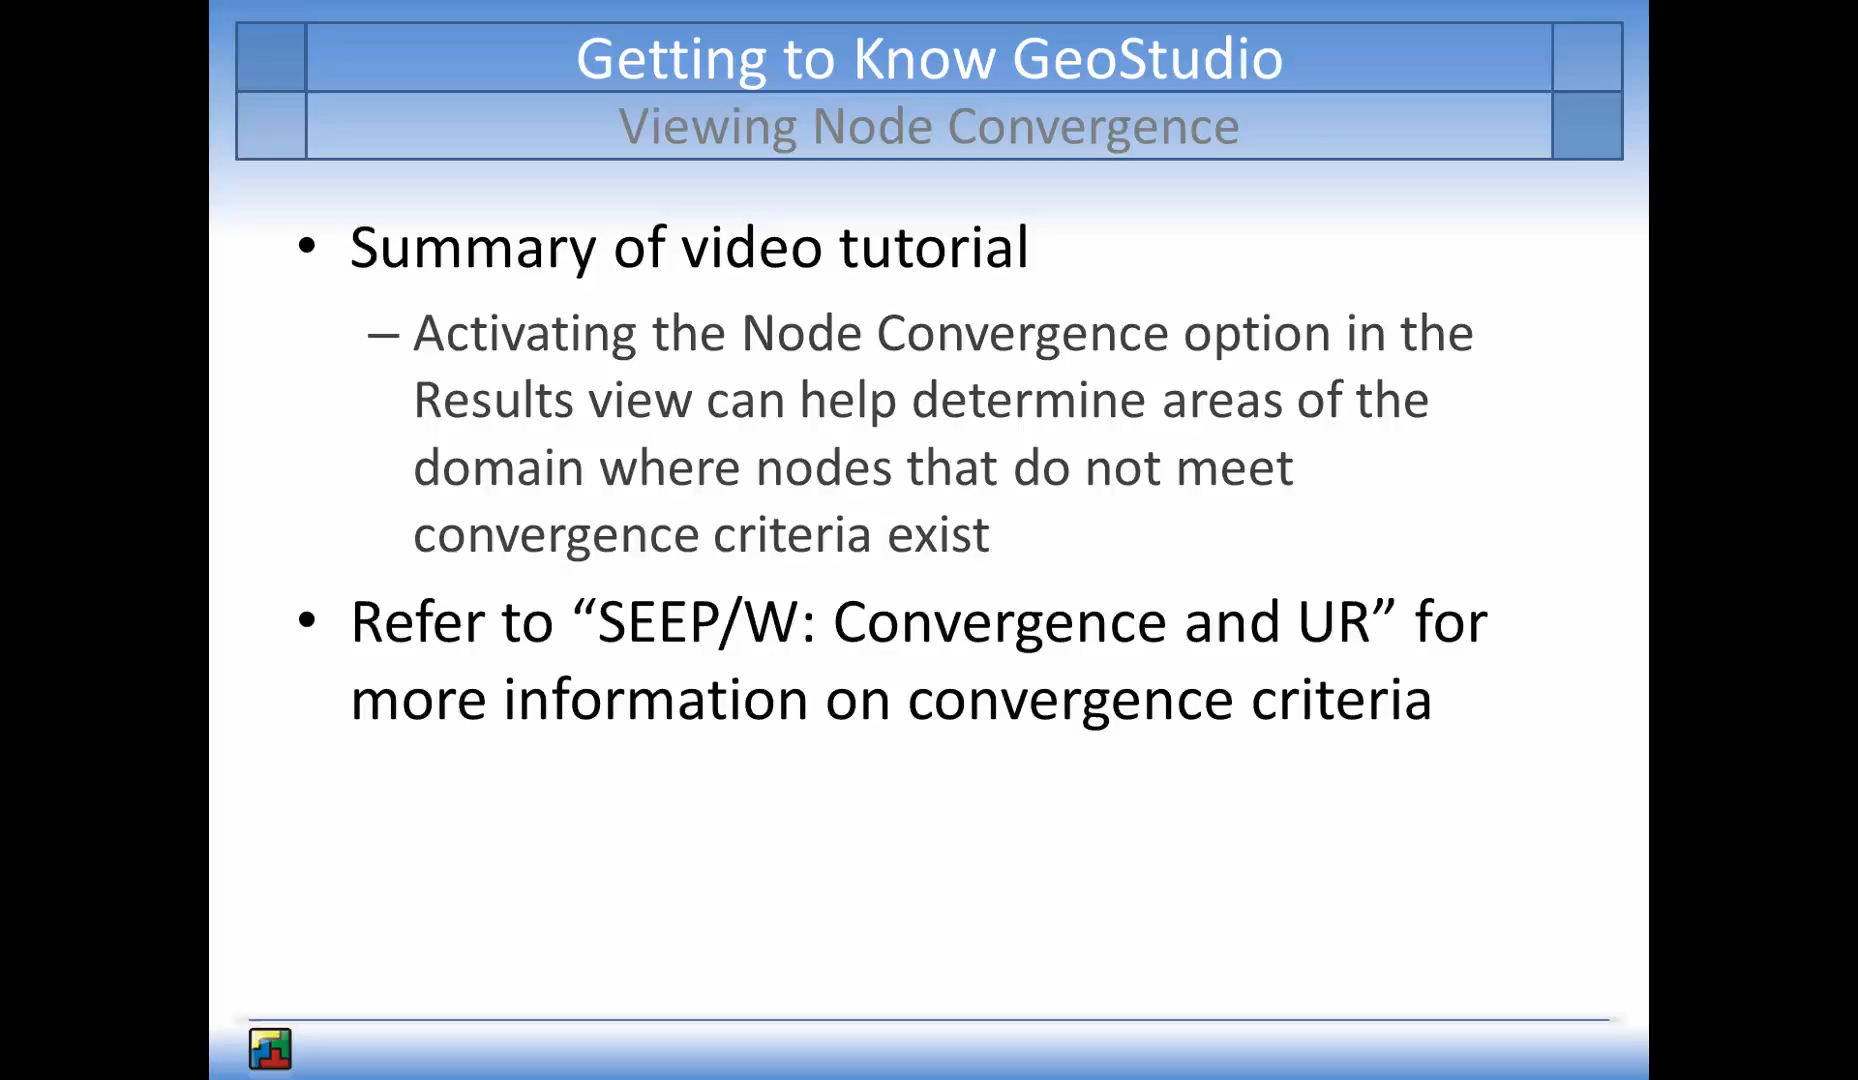 Getting to Know GeoStudio
Viewing Node Convergence
• Summary of video tutorial
– Activating the Node Convergence option in the
Results view can help determine areas of the
domain where nodes that do not meet
convergence criteria exist
• Refer to “SEEP/W: Convergence and UR” for
more information on convergence criteria